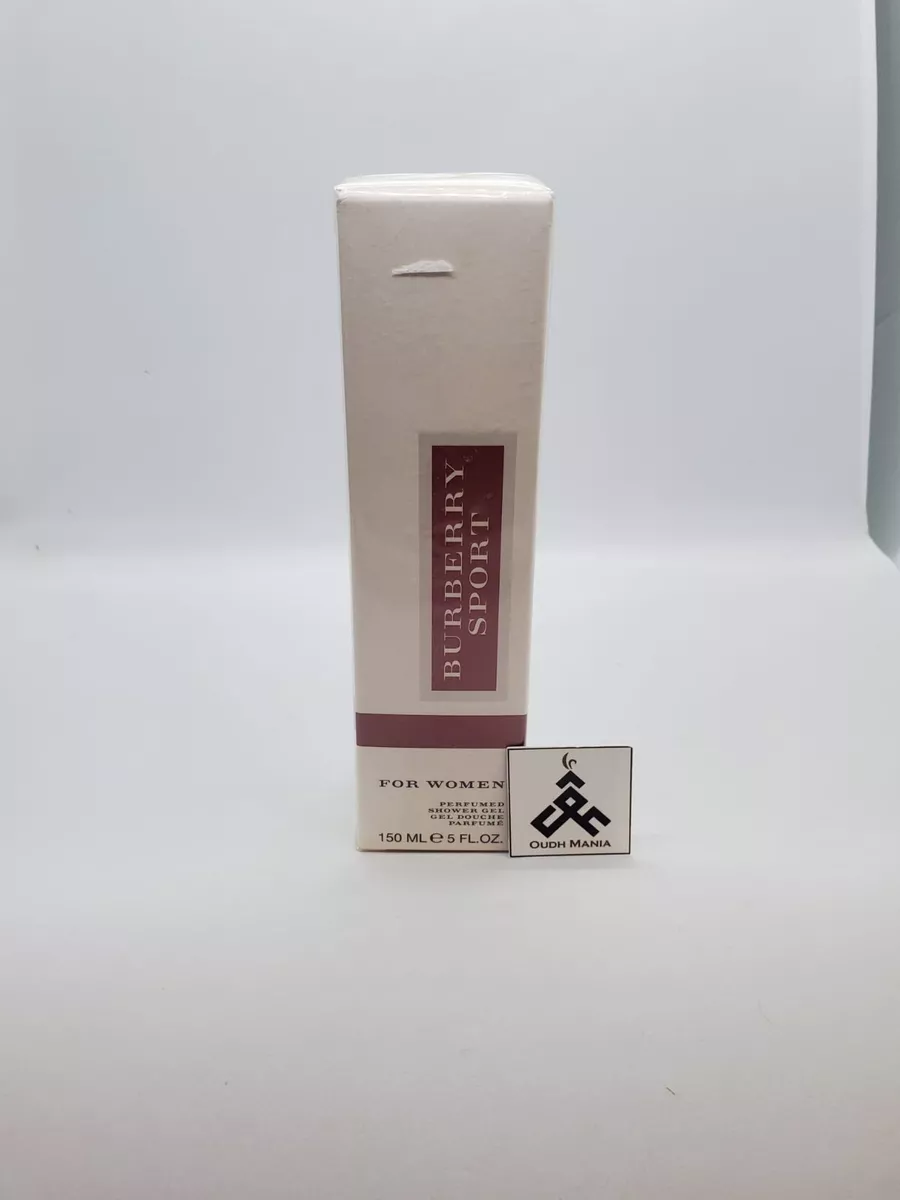 BURBERRY
SPORT
FOR WOMEN
PERFUMED
SHOWER GEL
GEL DOUCHE
PARFUMÉ
150 ML ℮ 5 FL.OZ.
OUDH MANIA